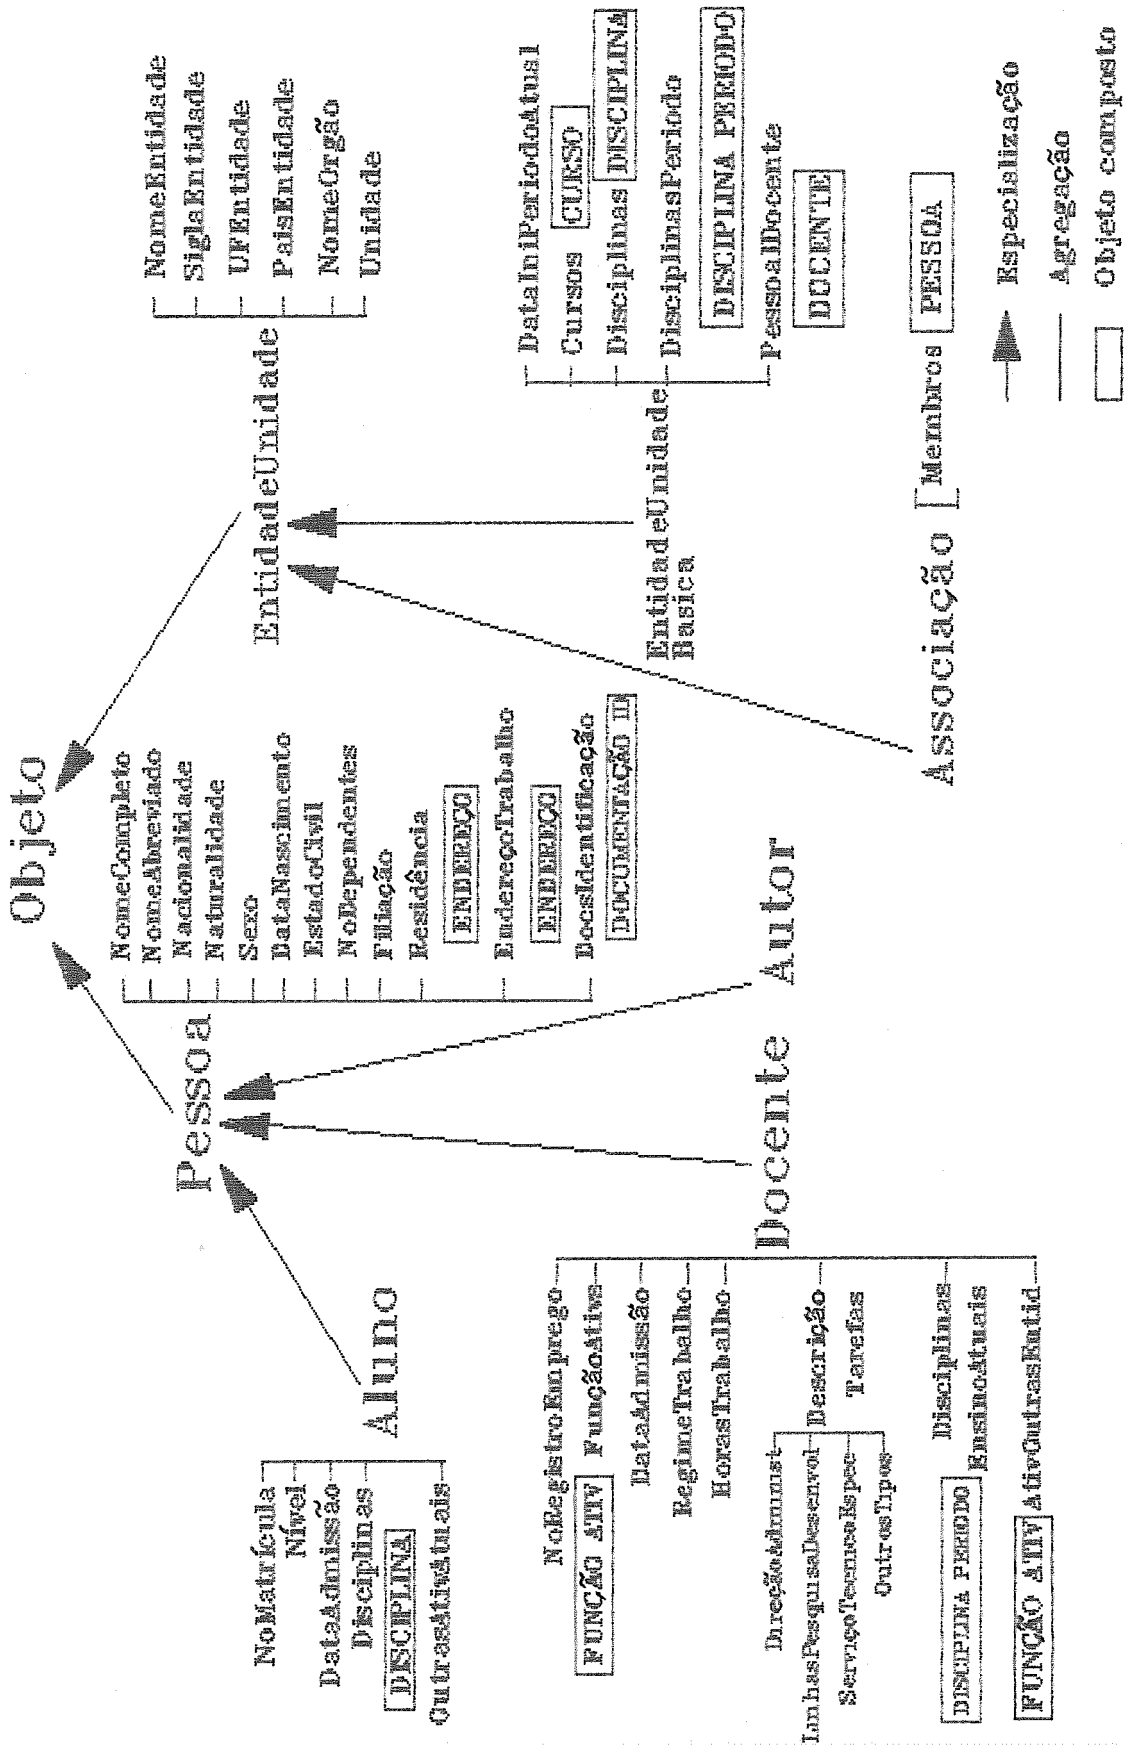 Objeto
Pessoa
NomeCompleto
NomeAbreviado
Nacionalidade
Naturalidade
Sexo
DataNascimento
EstadoCivil
NoDependentes
Filiação
Residência
ENDEREÇO
EndereçoTrabalho
ENDEREÇO
DocsIdentificação
DOCUMENTAÇÃO ID
EntidadeUnidade
NomeEntidade
SiglaEntidade
UFEntidade
PaisEntidade
NomeOrgão
Unidade
Aluno
NoMatrícula
Nível
DataAdmissão
Disciplinas
DISCIPLINA
OutrasAtivAtuais
Docente
NoRegistroEmprego
FUNÇÃO ATIV FunçãoAtivs
DataAdmissão
RegimeTrabalho
HorasTrabalho
Descrição
Tarefas
DireçãoAdminist
LinhasPesquisaDesenvol
ServiçoTecnicoEspec
OutrosTipos
Disciplinas
EnsinoAtuais
DISCIPLINA PERIODO
FUNÇÃO ATIV AtivOutrasEntid
Autor
EntidadeUnidade
Basica
DataIniPeriodoAtual
Cursos CURSO
Disciplinas DISCIPLINA
DisciplinasPeriodo
DISCIPLINA PERIODO
PessoalDocente
DOCENTE
Associação
Membros PESSOA
Especialização
Agregação
Objeto composto